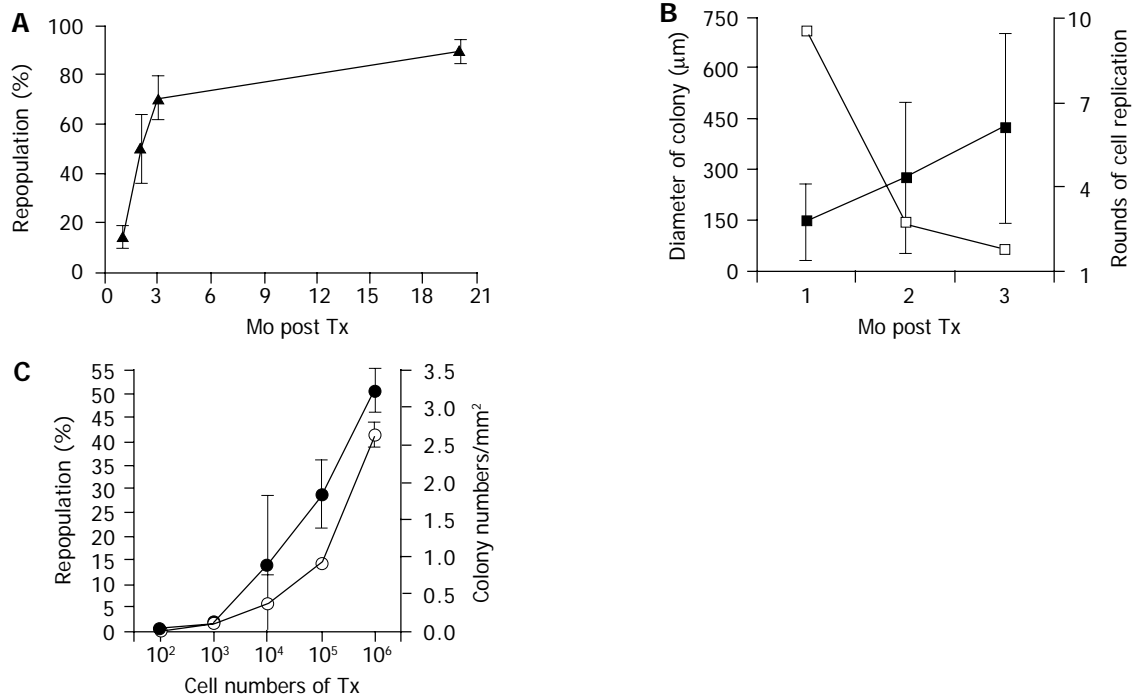 A
Repopulation (%)
100
80
60
40
20
0
0 3 6 9 12 15 18 21
Mo post Tx
B
Diameter of colony (μm)
750
600
450
300
150
0
10
7
4
1
Rounds of cell replication
1 2 3
Mo post Tx
C
Repopulation (%)
55
50
45
40
35
30
25
20
15
10
5
0
3.5
3.0
2.5
2.0
1.5
1.0
0.5
0.0
Colony numbers/mm²
10² 10³ 10⁴ 10⁵ 10⁶
Cell numbers of Tx